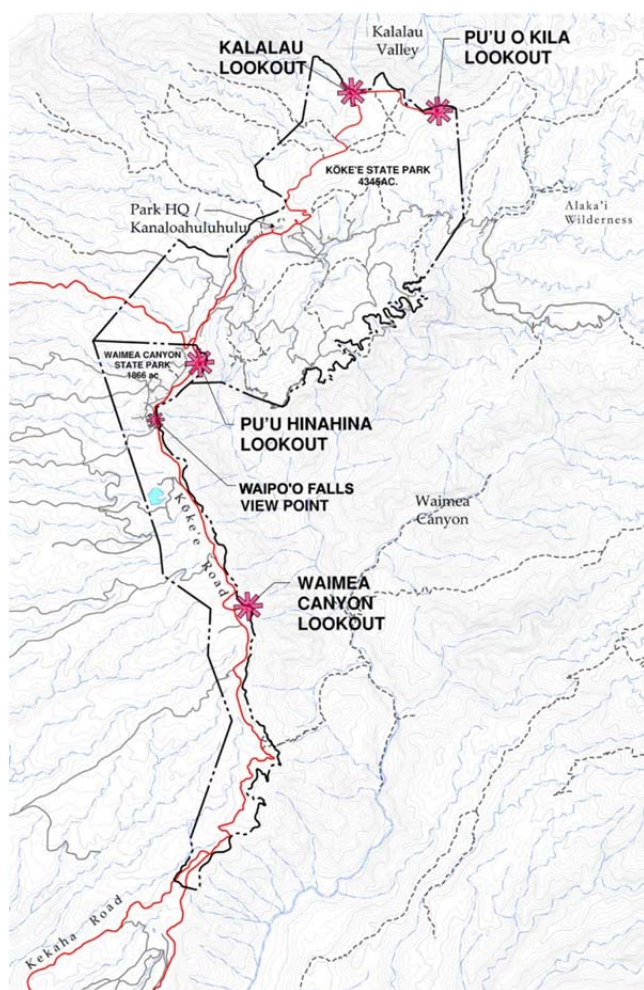 KALALAU
LOOKOUT
Kalalau
Valley
PU'U O KILA
LOOKOUT
KŌKE'E STATE PARK
4345AC.
Park HQ /
Kanaloahuluhulu
Alaka'i
Wilderness
WAIMEA CANYON
STATE PARK
1866 ac
PU'U HINAHINA
LOOKOUT
WAIPO'O FALLS
VIEW POINT
Kōke'e Road
Waimea
Canyon
WAIMEA
CANYON
LOOKOUT
Kekaha Road